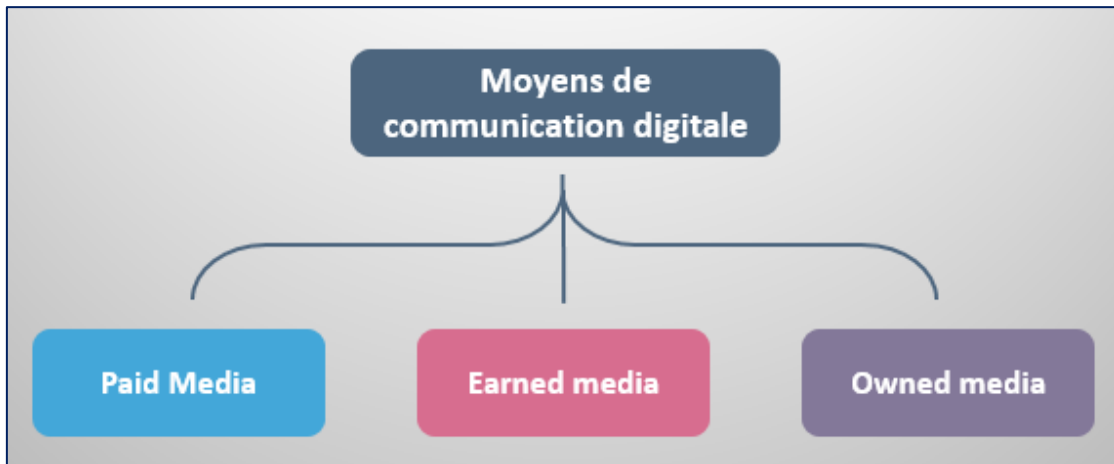 Moyens de
communication digitale
Paid Media
Earned media
Owned media